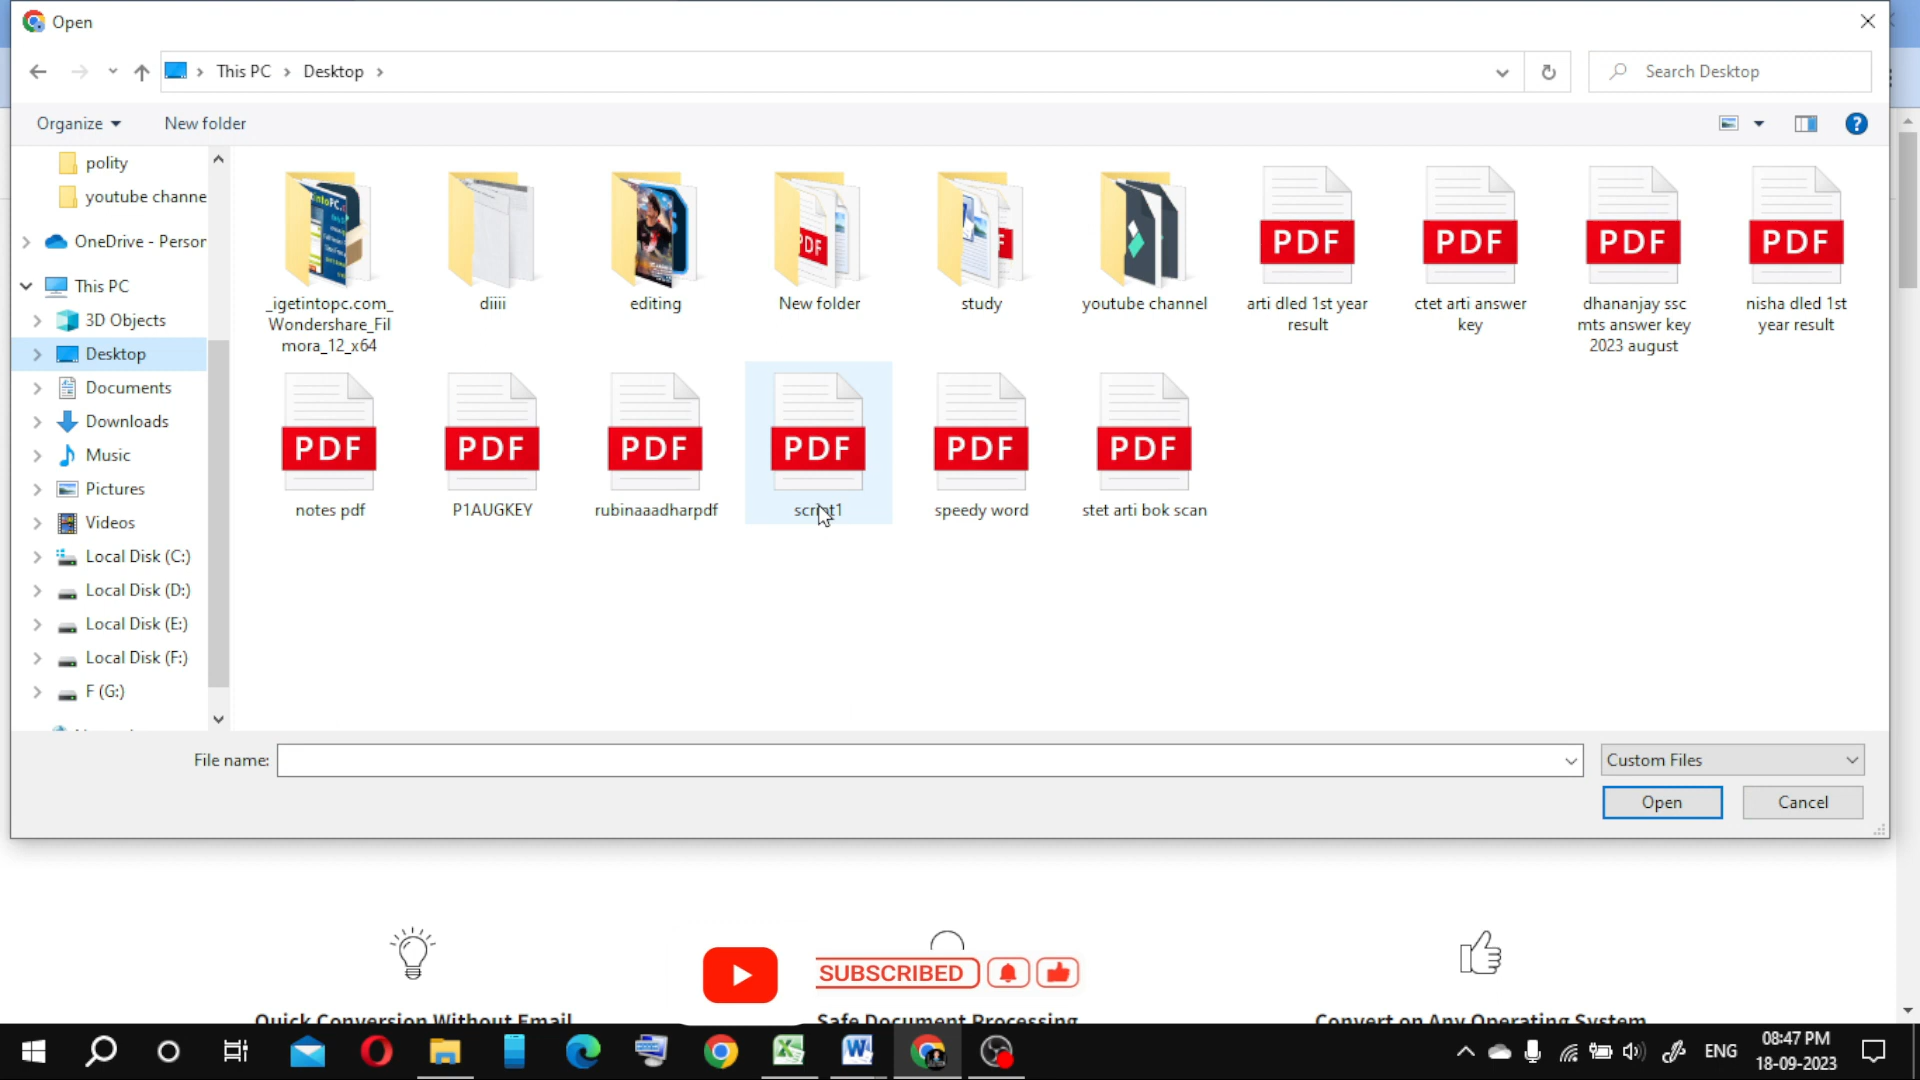 Open
This PC
Desktop
Search Desktop
Organize
New folder
polity
youtube channe
OneDrive - Person
This PC
3D Objects
Desktop
Documents
Downloads
Music
Pictures
Videos
Local Disk (C:)
Local Disk (D:)
Local Disk (E:)
Local Disk (F:)
F (G:)
intoPC.
_igetintopc.com_
Wondershare_Fil
mora_12_x64
diiii
editing
PDF
New folder
study
youtube channel
PDF
arti dled 1st year
result
PDF
ctet arti answer
key
PDF
dhananjay ssc
mts answer key
2023 august
PDF
nisha dled 1st
year result
PDF
notes pdf
PDF
P1AUGKEY
PDF
rubinaaadharpdf
PDF
script1
PDF
speedy word
PDF
stet arti bok scan
File name:
Custom Files
Open
Cancel
SUBSCRIBED
Quick Conversion Without Email
Safe Document Processing
Convert on Any Operating System
ENG
08:47 PM
18-09-2023